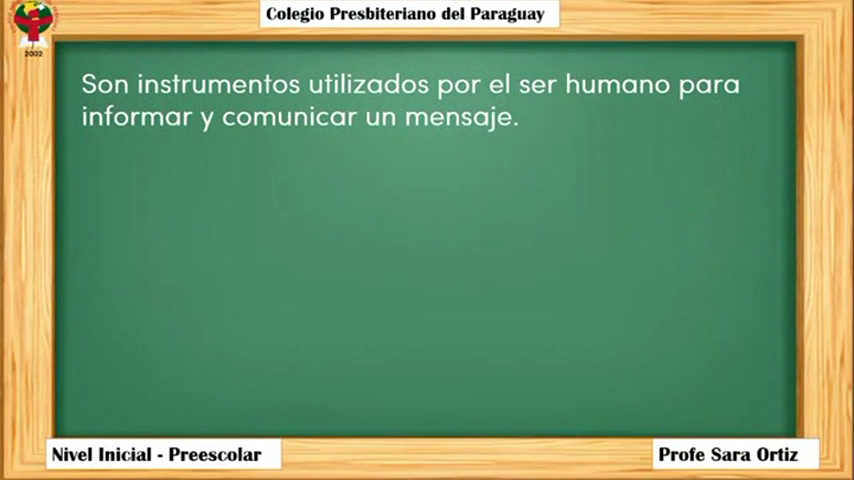 Colegio Presbiteriano del Paraguay
2002
Son instrumentos utilizados por el ser humano para
informar y comunicar un mensaje.
Nivel Inicial - Preescolar
Profe Sara Ortiz